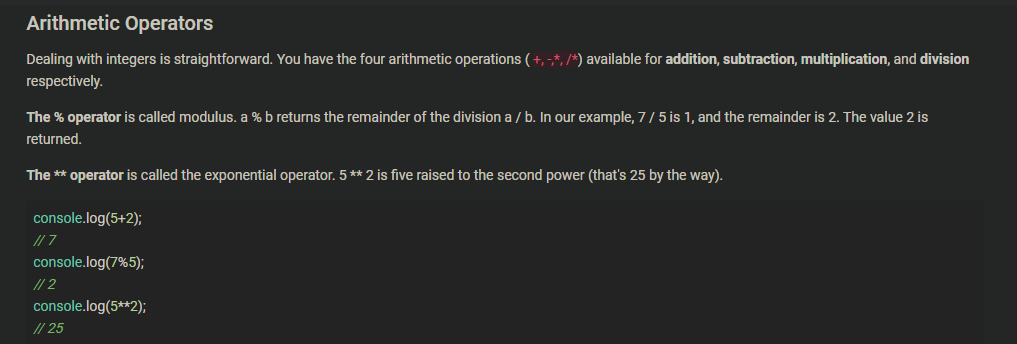 Arithmetic Operators
Dealing with integers is straightforward. You have the four arithmetic operations ( +,-,*, /*) available for addition, subtraction, multiplication, and division
respectively.
The % operator is called modulus. a % b returns the remainder of the division a / b. In our example, 7 / 5 is 1, and the remainder is 2. The value 2 is
returned.
The ** operator is called the exponential operator. 5 ** 2 is five raised to the second power (that's 25 by the way).
console.log(5+2);
// 7
console.log(7%5);
// 2
console.log(5**2);
// 25